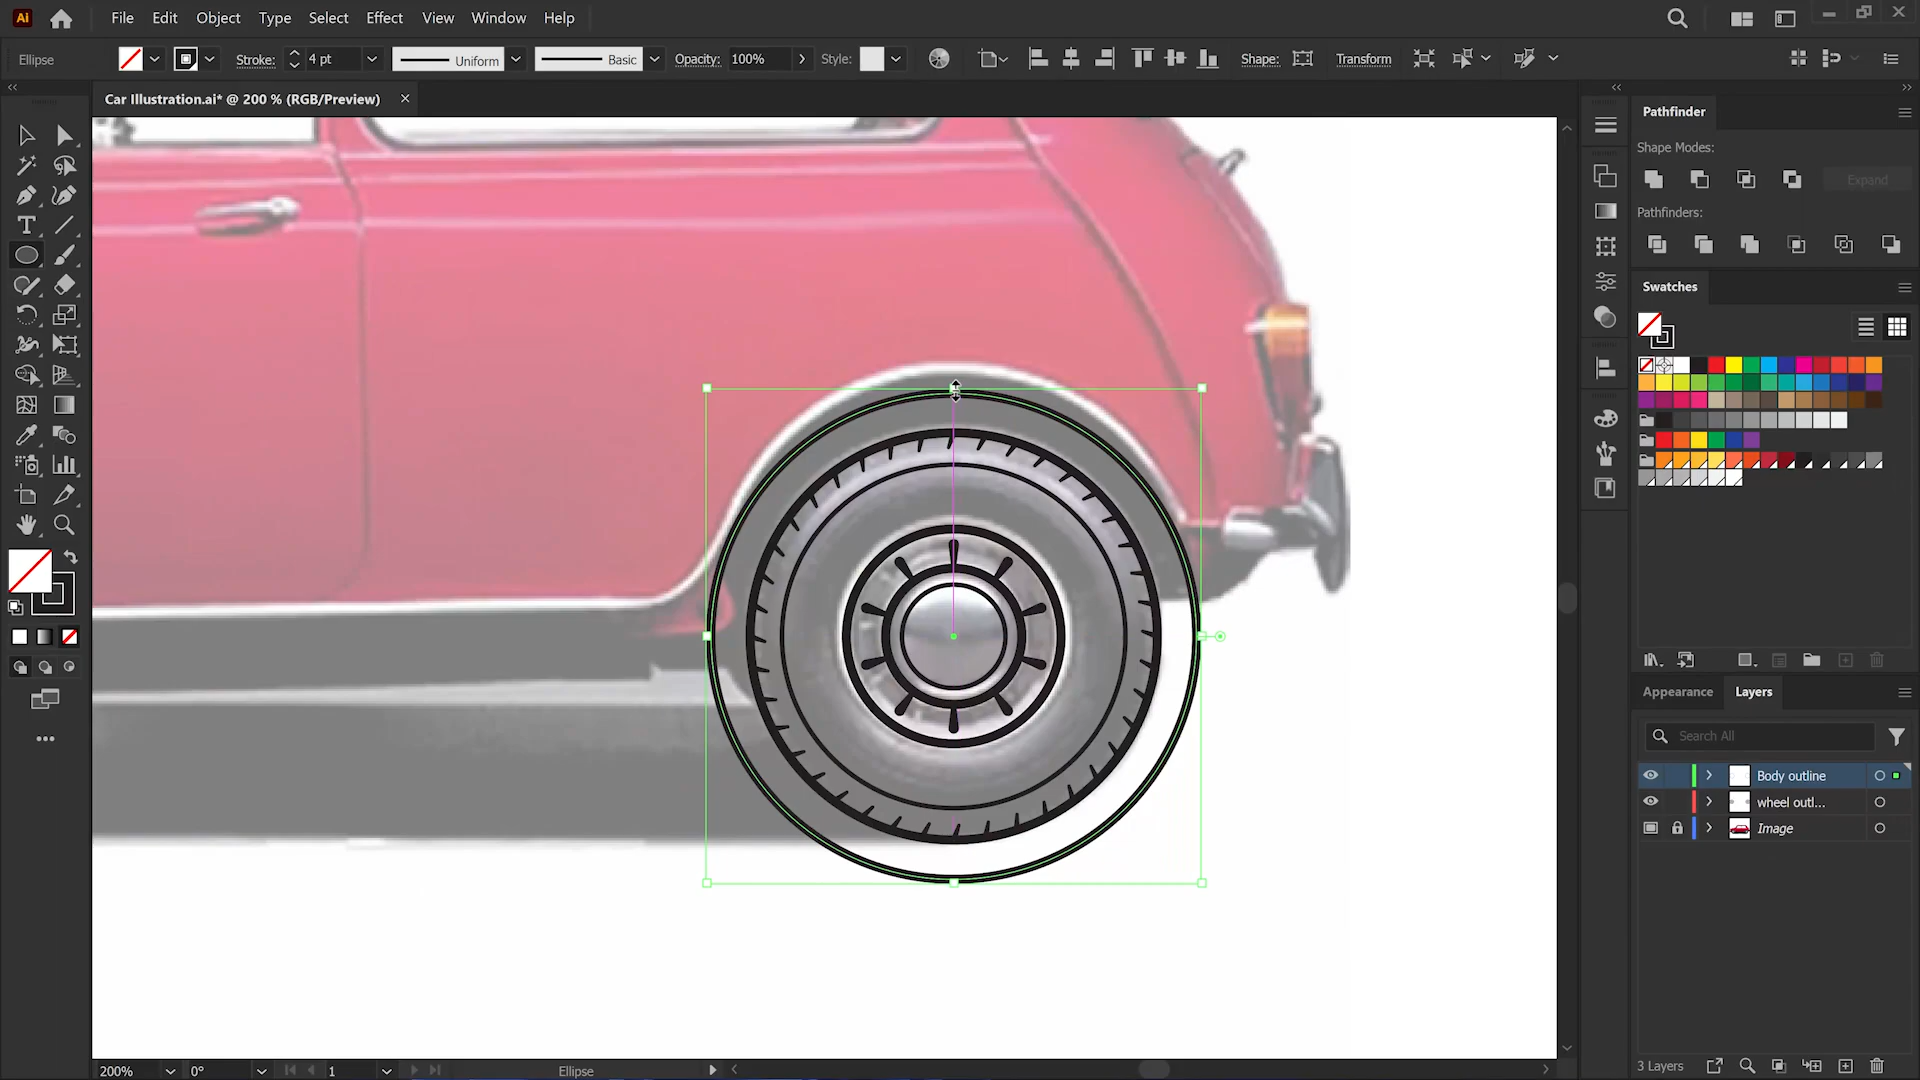 Ai File Edit Object Type Select Effect View Window Help
Ellipse Stroke: 4 pt Uniform Basic Opacity: 100% Style: Shape: Transform
Car Illustration.ai* @ 200 % (RGB/Preview)
Pathfinder
Shape Modes:
Expand
Pathfinders:
Swatches
Appearance Layers
Search All
Body outline
wheel outl...
Image
3 Layers
200% 0° 1 Ellipse